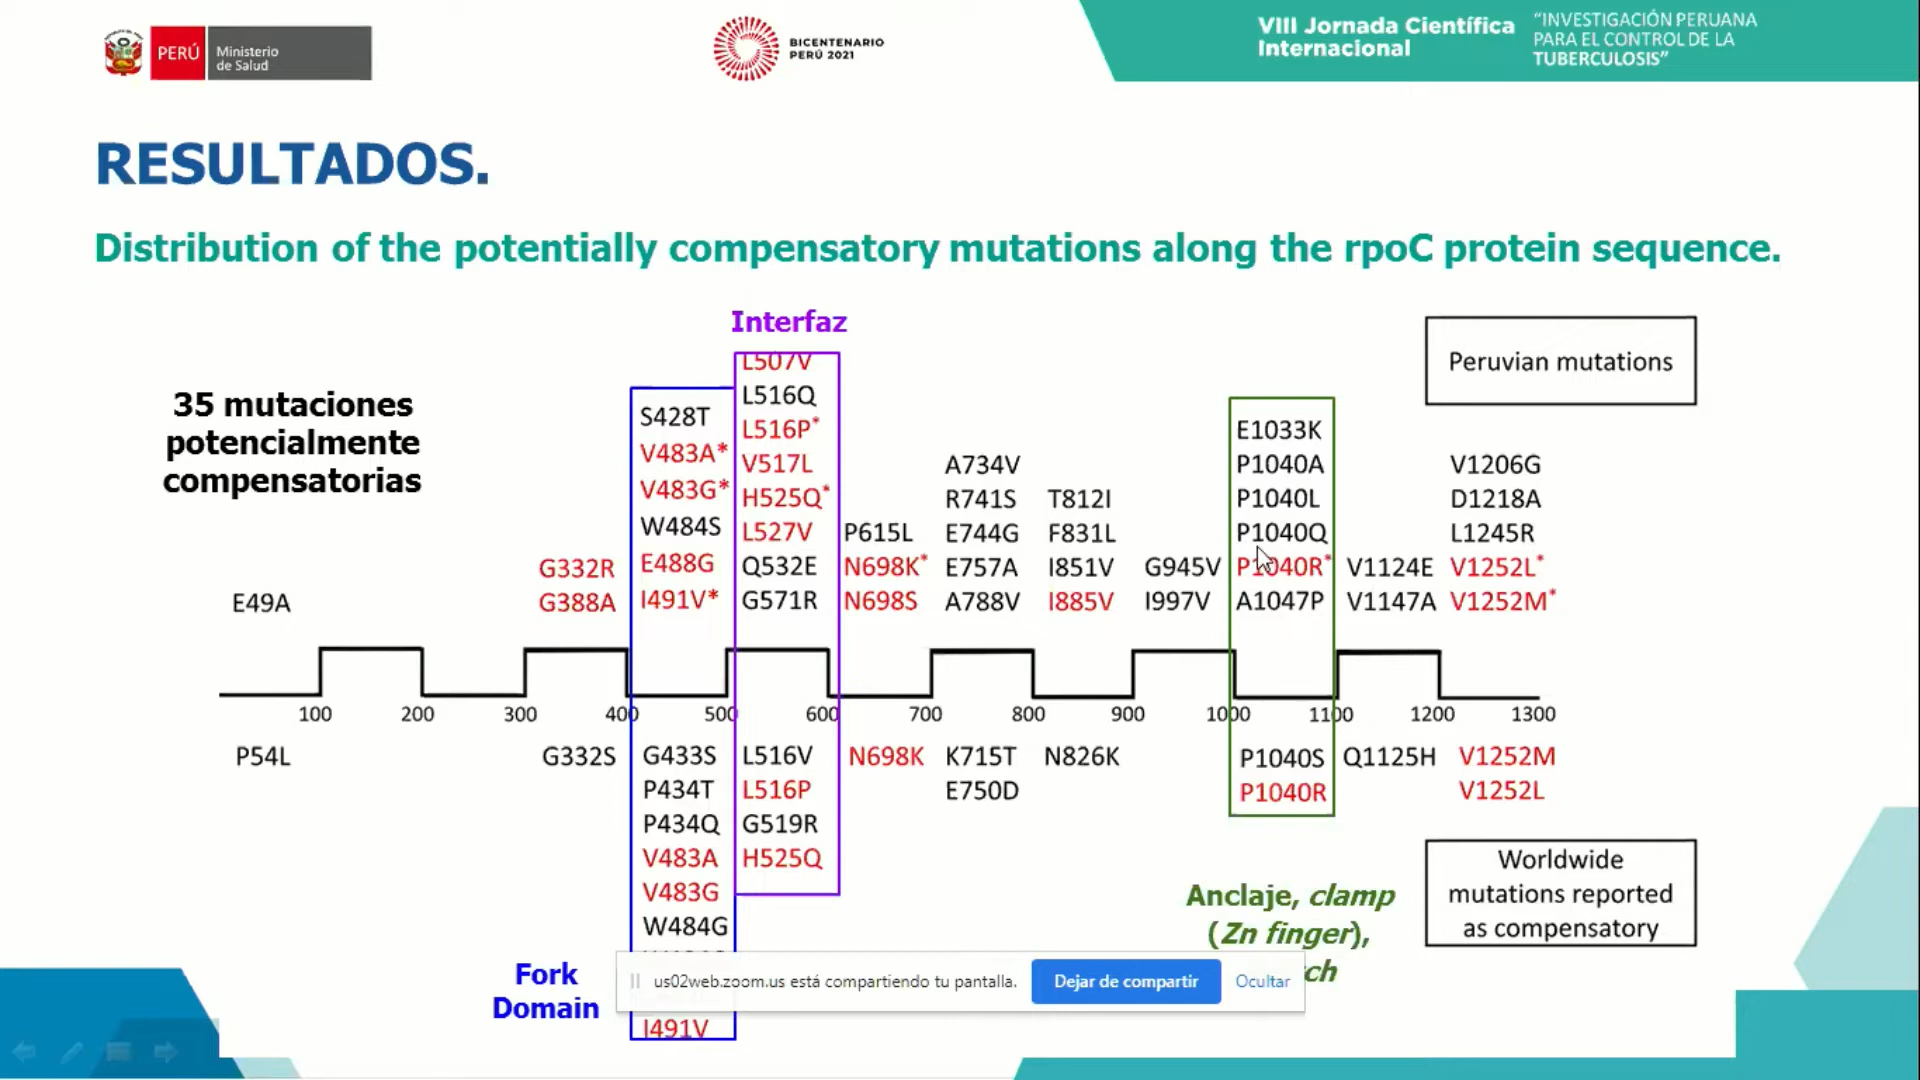 PERÚ
Ministerio
de Salud
BICENTENARIO
PERÚ 2021
VIII Jornada Científica
Internacional
“INVESTIGACIÓN PERUANA
PARA EL CONTROL DE LA
TUBERCULOSIS”
RESULTADOS.
Distribution of the potentially compensatory mutations along the rpoC protein sequence.
35 mutaciones
potencialmente
compensatorias
Interfaz
Peruvian mutations
E49A
G332R
G388A
S428T
V483A*
V483G*
W484S
E488G
I491V*
L507V
L516Q
L516P*
V517L
H525Q*
L527V
Q532E
G571R
P615L
N698K*
N698S
A734V
R741S
E744G
E757A
A788V
T812I
F831L
I851V
I885V
G945V
I997V
E1033K
P1040A
P1040L
P1040Q
P1040R*
A1047P
V1124E
V1147A
V1206G
D1218A
L1245R
V1252L*
V1252M*
100 200 300 400 500 600 700 800 900 1000 1100 1200 1300
P54L
G332S
G433S
P434T
P434Q
V483A
V483G
W484G
I491V
L516V
L516P
G519R
H525Q
N698K
K715T
E750D
N826K
P1040S
P1040R
Q1125H
V1252M
V1252L
Fork
Domain
Anclaje, clamp
(Zn finger),
Worldwide
mutations reported
as compensatory
us02web.zoom.us está compartiendo tu pantalla.
Dejar de compartir
Ocultar